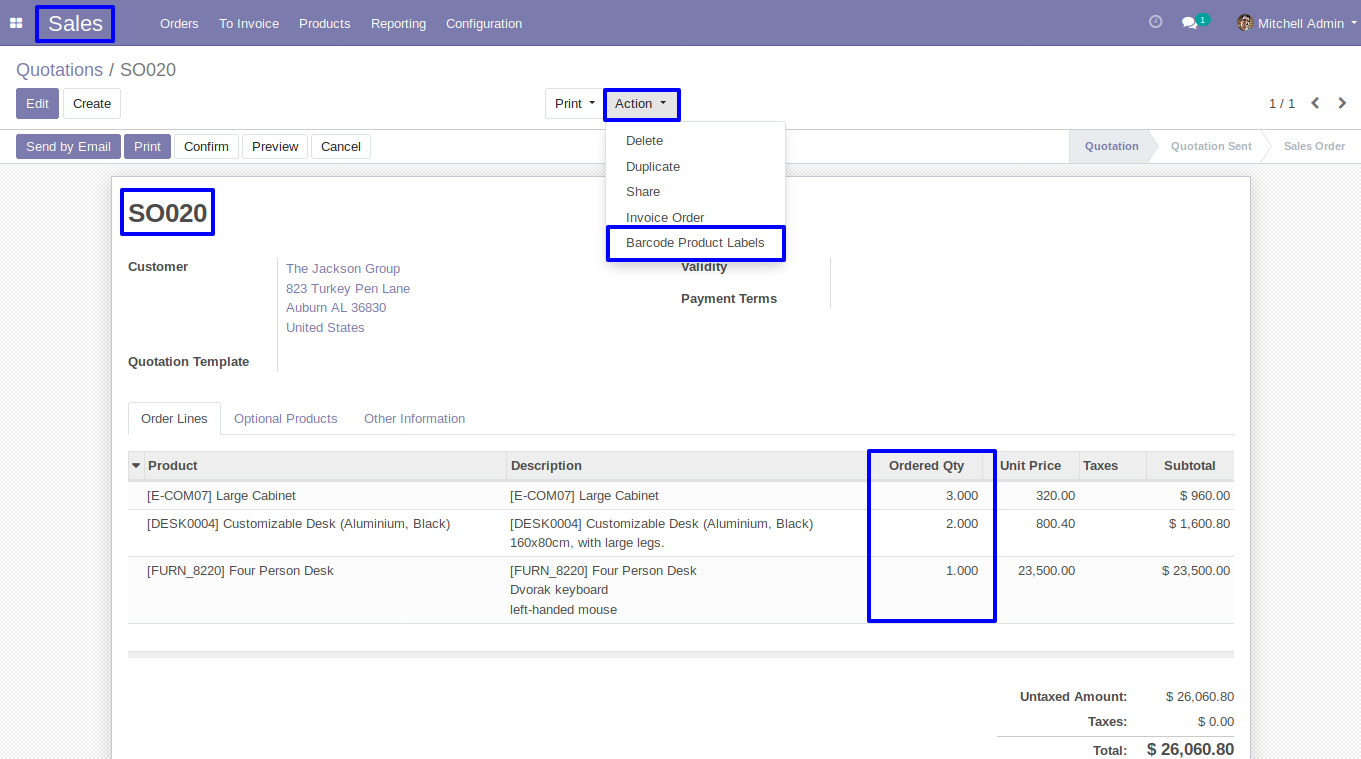 Sales Orders To Invoice Products Reporting Configuration 1 Mitchell Admin
Quotations / SO020
Edit Create Print Action 1 / 1
Delete
Duplicate
Share
Invoice Order
Barcode Product Labels
Send by Email Print Confirm Preview Cancel Quotation Quotation Sent Sales Order
SO020
Customer The Jackson Group
823 Turkey Pen Lane
Auburn AL 36830
United States
Validity
Payment Terms
Quotation Template
Order Lines Optional Products Other Information
Product Description Ordered Qty Unit Price Taxes Subtotal
[E-COM07] Large Cabinet [E-COM07] Large Cabinet 3.000 320.00 $ 960.00
[DESK0004] Customizable Desk (Aluminium, Black) [DESK0004] Customizable Desk (Aluminium, Black) 2.000 800.40 $ 1,600.80
160x80cm, with large legs.
[FURN_8220] Four Person Desk [FURN_8220] Four Person Desk 1.000 23,500.00 $ 23,500.00
Dvorak keyboard
left-handed mouse
Untaxed Amount: $ 26,060.80
Taxes: $ 0.00
Total: $ 26,060.80